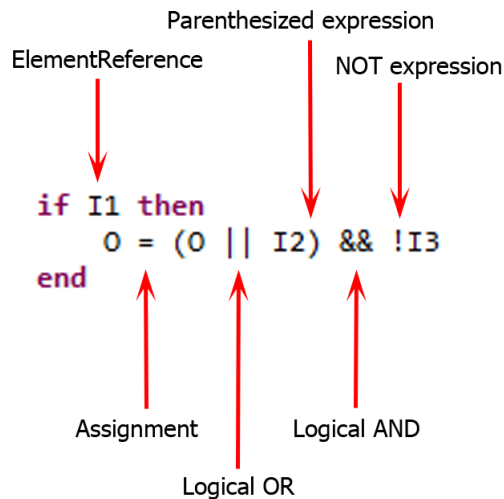 Parenthesized expression
ElementReference
NOT expression
if I1 then
O = (O || I2) && !I3
end
Assignment
Logical AND
Logical OR